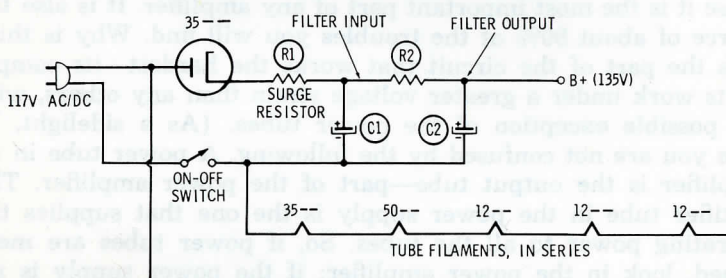 35---
FILTER INPUT
FILTER OUTPUT
R1
R2
117V AC/DC
SURGE
RESISTOR
C1
C2
B+ (135V)
ON-OFF
SWITCH
35--
50--
12--
12--
12--
TUBE FILAMENTS, IN SERIES